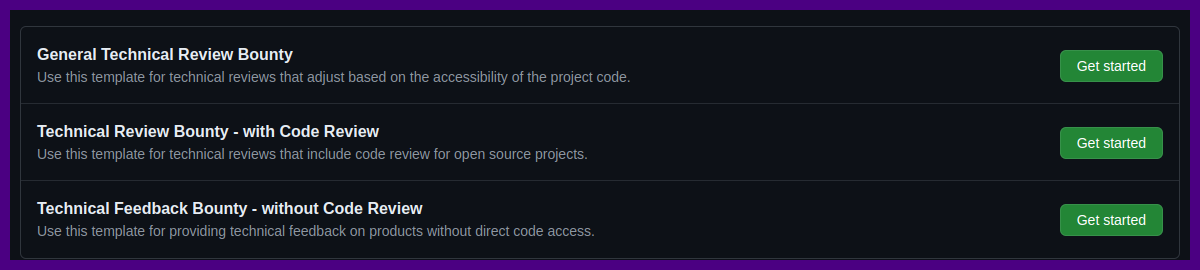 General Technical Review Bounty
Use this template for technical reviews that adjust based on the accessibility of the project code.
Get started
Technical Review Bounty - with Code Review
Use this template for technical reviews that include code review for open source projects.
Get started
Technical Feedback Bounty - without Code Review
Use this template for providing technical feedback on products without direct code access.
Get started